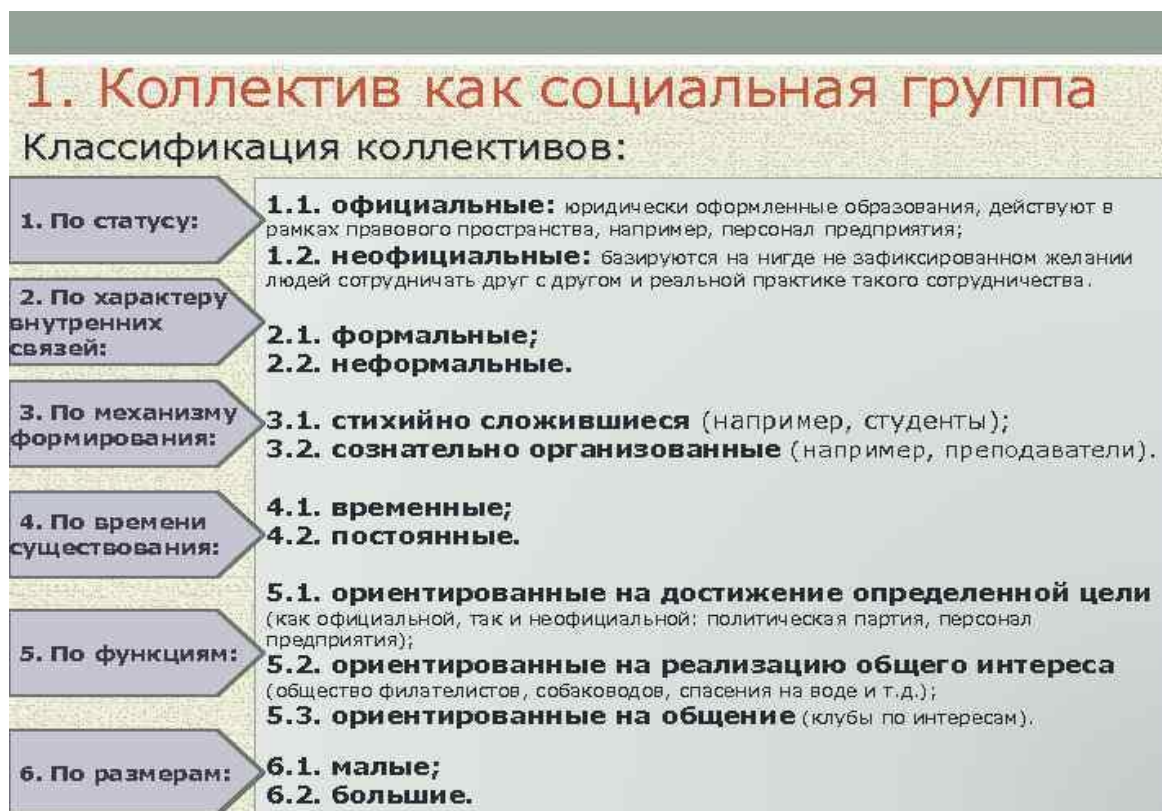 1. Коллектив как социальная группа
Классификация коллективов:
1. По статусу:
1.1. официальные: юридически оформленные образования, действуют в
рамках правового пространства, например, персонал предприятия;
1.2. неофициальные: базируются на нигде не зафиксированном желании
людей сотрудничать друг с другом и реальной практике такого сотрудничества.
2. По характеру
внутренних
связей:
2.1. формальные;
2.2. неформальные.
3. По механизму
формирования:
3.1. стихийно сложившиеся (например, студенты);
3.2. сознательно организованные (например, преподаватели).
4. По времени
существования:
4.1. временные;
4.2. постоянные.
5. По функциям:
5.1. ориентированные на достижение определенной цели
(как официальной, так и неофициальной: политическая партия, персонал
предприятия);
5.2. ориентированные на реализацию общего интереса
(общество филателистов, собаководов, спасения на воде и т.д.);
5.3. ориентированные на общение (клубы по интересам).
6. По размерам:
6.1. малые;
6.2. большие.